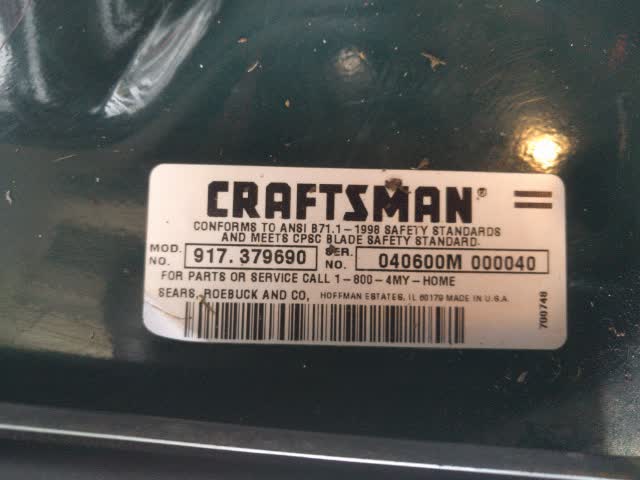 CRAFTSMAN®
CONFORMS TO ANSI B71.1-1998 SAFETY STANDARDS
AND MEETS CPSC BLADE SAFETY STANDARD.
MOD. NO. 917.379690 SER. NO. 040600M 000040
FOR PARTS OR SERVICE CALL 1-800-4MY-HOME
SEARS, ROEBUCK AND CO, HOFFMAN ESTATES, IL 60179 MADE IN U.S.A.
700748